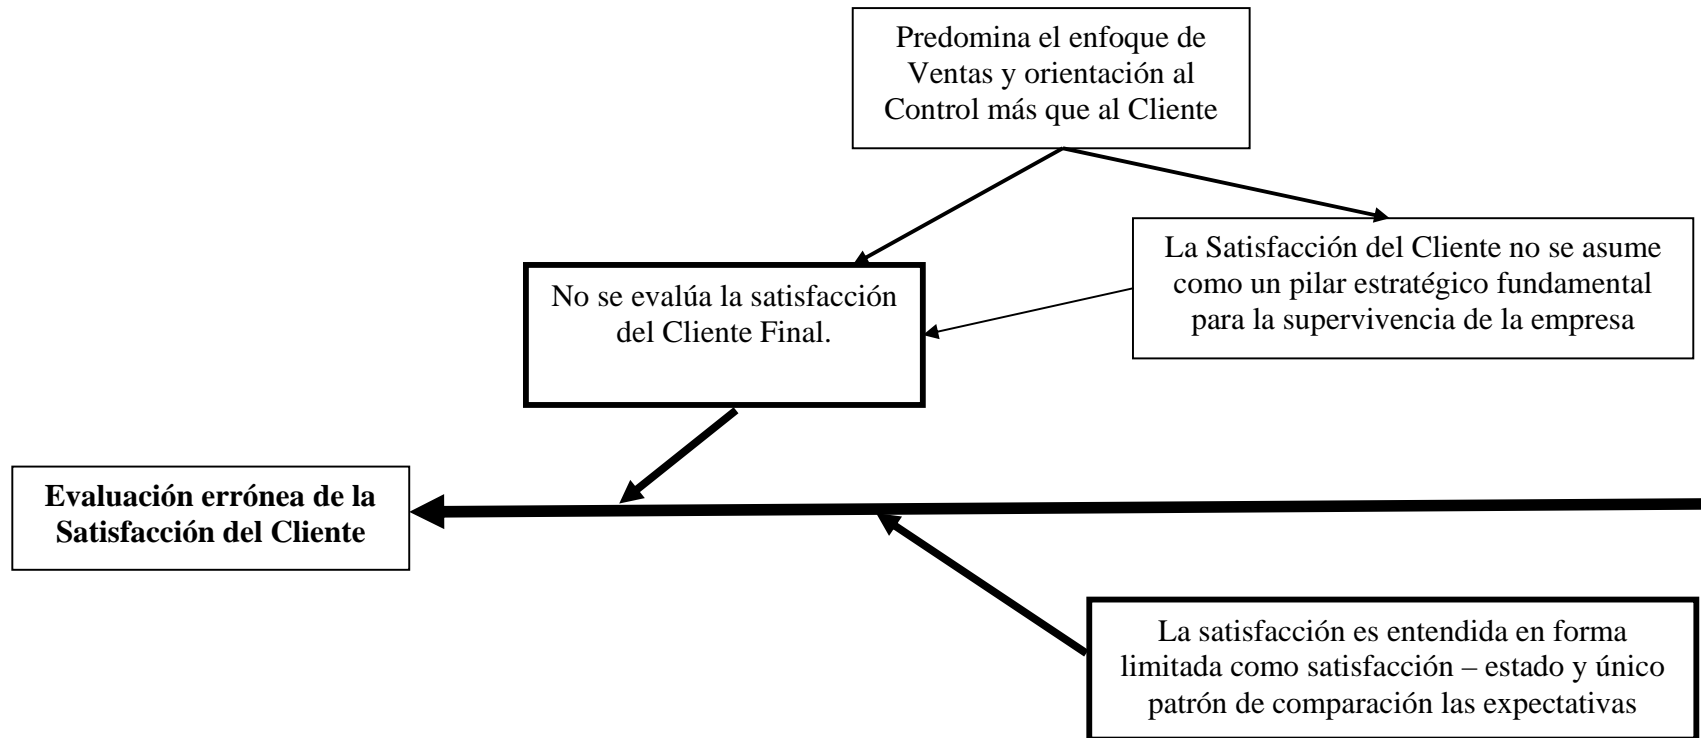 Predomina el enfoque de
Ventas y orientación al
Control más que al Cliente
La Satisfacción del Cliente no se asume
como un pilar estratégico fundamental
para la supervivencia de la empresa
No se evalúa la satisfacción
del Cliente Final.
Evaluación errónea de la
Satisfacción del Cliente
La satisfacción es entendida en forma
limitada como satisfacción – estado y único
patrón de comparación las expectativas